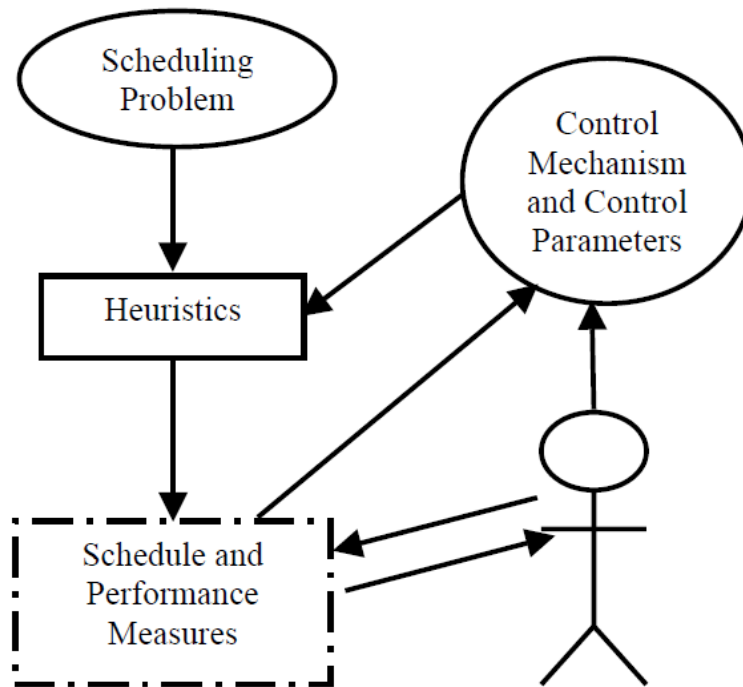 Scheduling
Problem
Control
Mechanism
and Control
Parameters
Heuristics
Schedule and
Performance
Measures